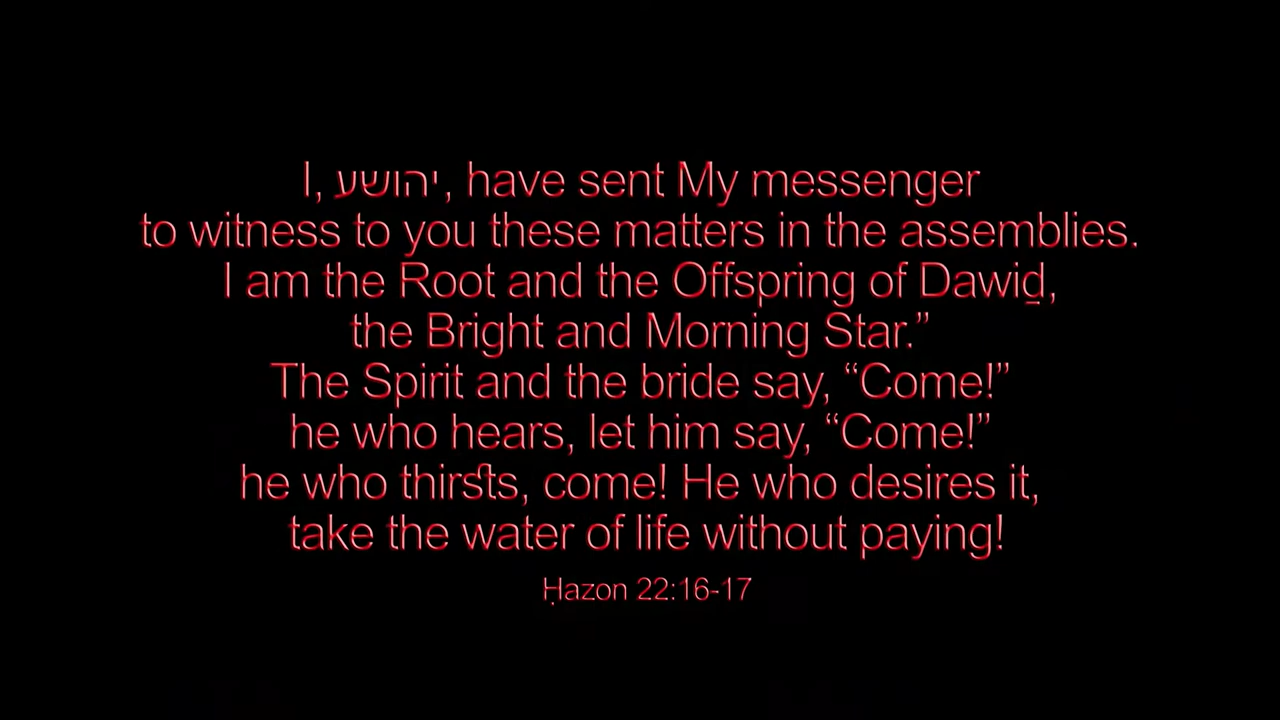 I, יהושע, have sent My messenger
to witness to you these matters in the assemblies.
I am the Root and the Offspring of Dawiḏ,
the Bright and Morning Star.”
The Spirit and the bride say, “Come!”
he who hears, let him say, “Come!”
he who thirsts, come! He who desires it,
take the water of life without paying!
Ḥazon 22:16-17